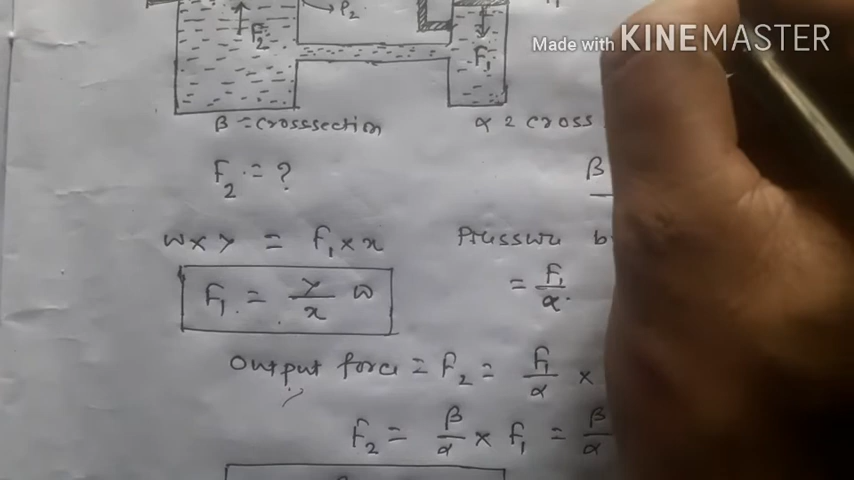 F₂ P₂
F₁
Made with KINEMASTER
β = crosssection α 2 cross
F₂ = ?
β
w x y = F₁ x x Pressure b
F₁ = y/x w = F₁/α
Output force = F₂ = F₁/α x
F₂ = β/α x F₁ = β/α